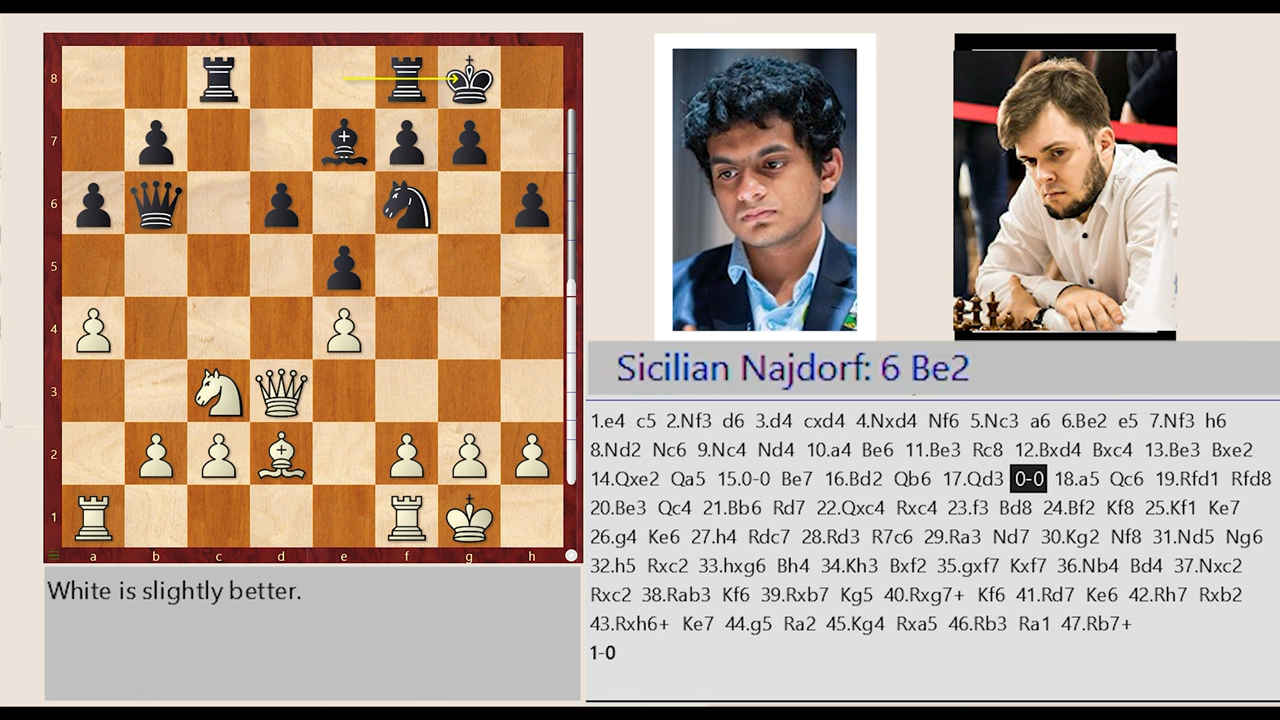 8
7
6
5
4
3
2
1
a b c d e f g h
White is slightly better.
Sicilian Najdorf: 6 Be2
1.e4 c5 2.Nf3 d6 3.d4 cxd4 4.Nxd4 Nf6 5.Nc3 a6 6.Be2 e5 7.Nf3 h6
8.Nd2 Nc6 9.Nc4 Nd4 10.a4 Be6 11.Be3 Rc8 12.Bxd4 Bxc4 13.Be3 Bxe2
14.Qxe2 Qa5 15.0-0 Be7 16.Bd2 Qb6 17.Qd3 0-0 18.a5 Qc6 19.Rfd1 Rfd8
20.Be3 Qc4 21.Bb6 Rd7 22.Qxc4 Rxc4 23.f3 Bd8 24.Bf2 Kf8 25.Kf1 Ke7
26.g4 Ke6 27.h4 Rdc7 28.Rd3 R7c6 29.Ra3 Nd7 30.Kg2 Nf8 31.Nd5 Ng6
32.h5 Rxc2 33.hxg6 Bh4 34.Kh3 Bxf2 35.gxf7 Kxf7 36.Nb4 Bd4 37.Nxc2
Rxc2 38.Rab3 Kf6 39.Rxb7 Kg5 40.Rxg7+ Kf6 41.Rd7 Ke6 42.Rh7 Rxb2
43.Rxh6+ Ke7 44.g5 Ra2 45.Kg4 Rxa5 46.Rb3 Ra1 47.Rb7+
1-0